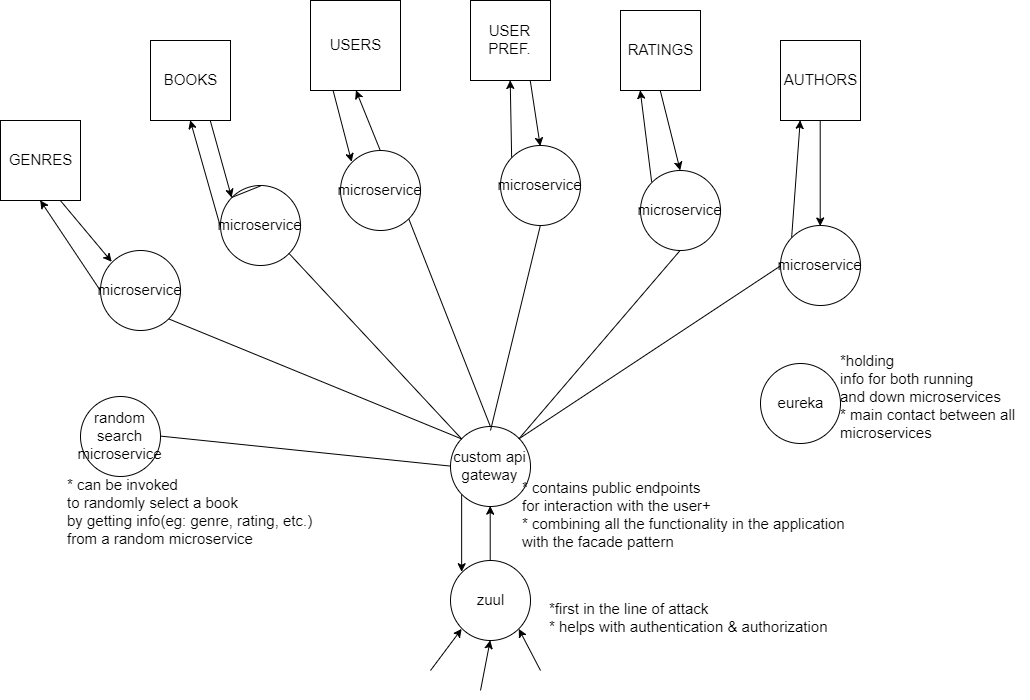 USERS
USER
PREF.
RATINGS
BOOKS
AUTHORS
GENRES
microservice
microservice
microservice
microservice
microservice
microservice
*holding
info for both running
and down microservices
* main contact between all
microservices
eureka
random
search
microservice
custom api
gateway
* can be invoked
to randomly select a book
by getting info(eg: genre, rating, etc.)
from a random microservice
* contains public endpoints
for interaction with the user+
* combining all the functionality in the application
with the facade pattern
zuul
*first in the line of attack
* helps with authentication & authorization